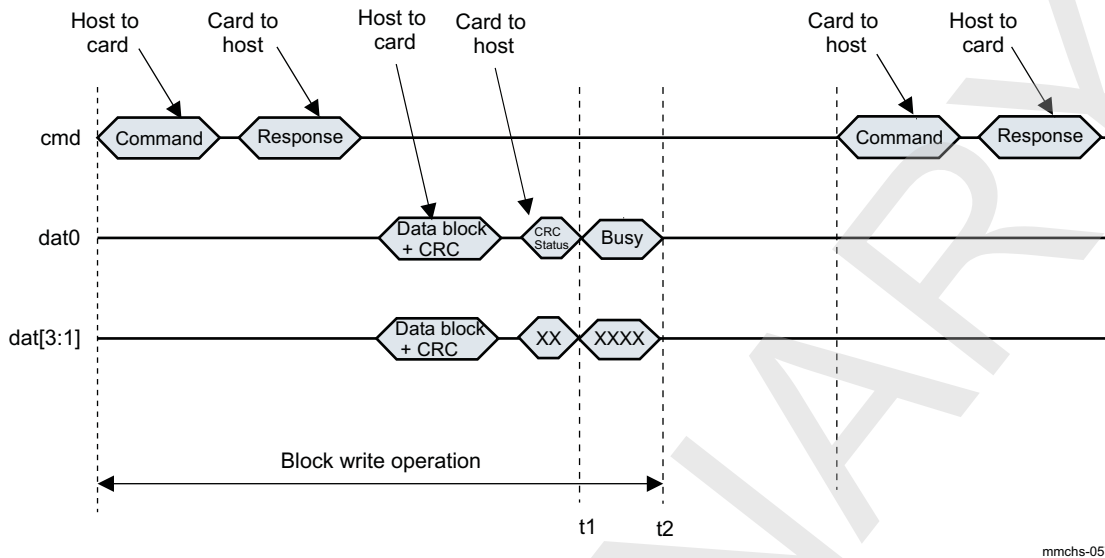 Host to
card
Card to
host
Host to
card
Card to
host
Card to
host
Host to
card
cmd
Command
Response
Command
Response
dat0
Data block
+ CRC
CRC
Status
Busy
dat[3:1]
Data block
+ CRC
XX
XXXX
Block write operation
t1
t2
mmchs-05